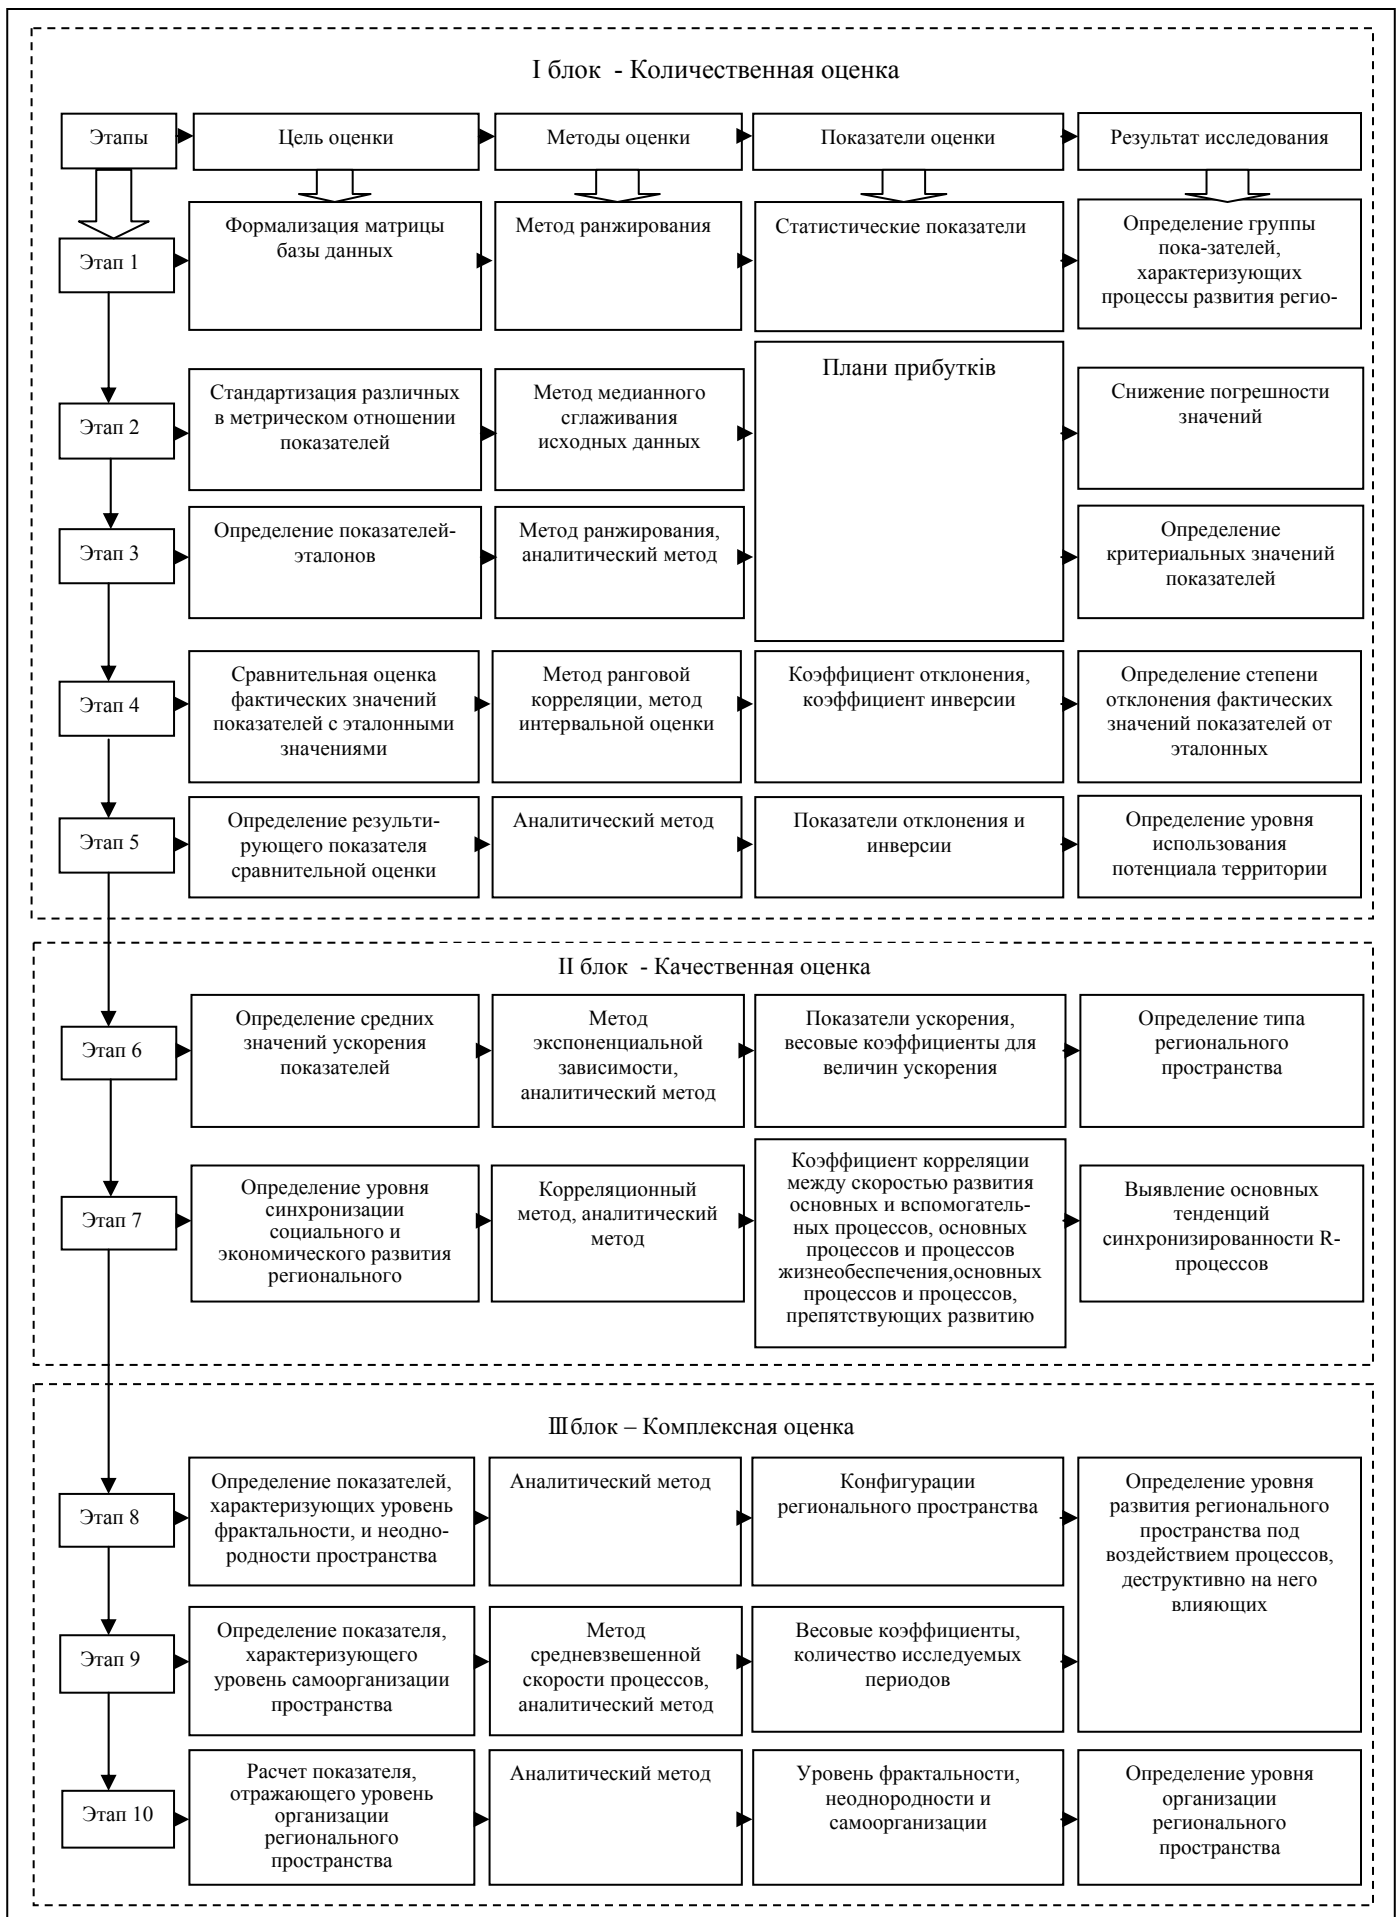 I блок - Количественная оценка
Этапы
Цель оценки
Методы оценки
Показатели оценки
Результат исследования
Этап 1
Формализация матрицы
базы данных
Метод ранжирования
Статистические показатели
Определение группы
пока-зателей,
характеризующих
процессы развития регио-
Этап 2
Стандартизация различных
в метрическом отношении
показателей
Метод медианного
сглаживания
исходных данных
Плани прибутків
Снижение погрешности
значений
Этап 3
Определение показателей-
эталонов
Метод ранжирования,
аналитический метод
Определение
критериальных значений
показателей
Этап 4
Сравнительная оценка
фактических значений
показателей с эталонными
значениями
Метод ранговой
корреляции, метод
интервальной оценки
Коэффициент отклонения,
коэффициент инверсии
Определение степени
отклонения фактических
значений показателей от
эталонных
Этап 5
Определение результи-
рующего показателя
сравнительной оценки
Аналитический метод
Показатели отклонения и
инверсии
Определение уровня
использования
потенциала территории
II блок - Качественная оценка
Этап 6
Определение средних
значений ускорения
показателей
Метод
экспоненциальной
зависимости,
аналитический метод
Показатели ускорения,
весовые коэффициенты для
величин ускорения
Определение типа
регионального
пространства
Этап 7
Определение уровня
синхронизации
социального и
экономического развития
регионального
Корреляционный
метод, аналитический
метод
Коэффициент корреляции
между скоростью развития
основных и вспомогатель-
ных процессов, основных
процессов и процессов
жизнеобеспечения,основных
процессов и процессов,
препятствующих развитию
Выявление основных
тенденций
синхронизированности R-
процессов
III блок – Комплексная оценка
Этап 8
Определение показателей,
характеризующих уровень
фрактальности, и неодно-
родности пространства
Аналитический метод
Конфигурации
регионального пространства
Определение уровня
развития регионального
пространства под
воздействием процессов,
деструктивно на него
влияющих
Этап 9
Определение показателя,
характеризующего
уровень самоорганизации
пространства
Метод
средневзвешенной
скорости процессов,
аналитический метод
Весовые коэффициенты,
количество исследуемых
периодов
Этап 10
Расчет показателя,
отражающего уровень
организации
регионального
пространства
Аналитический метод
Уровень фрактальности,
неоднородности и
самоорганизации
Определение уровня
организации
регионального
пространства